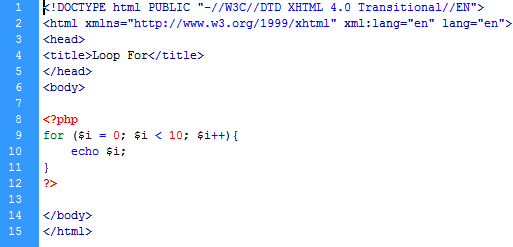 1 <!DOCTYPE html PUBLIC "-//W3C//DTD XHTML 4.0 Transitional//EN">
2 <html xmlns="http://www.w3.org/1999/xhtml" xml:lang="en" lang="en">
3 <head>
4 <title>Loop For</title>
5 </head>
6 <body>
7
8 <?php
9 for ($i = 0; $i < 10; $i++){
10     echo $i;
11 }
12 ?>
13
14 </body>
15 </html>